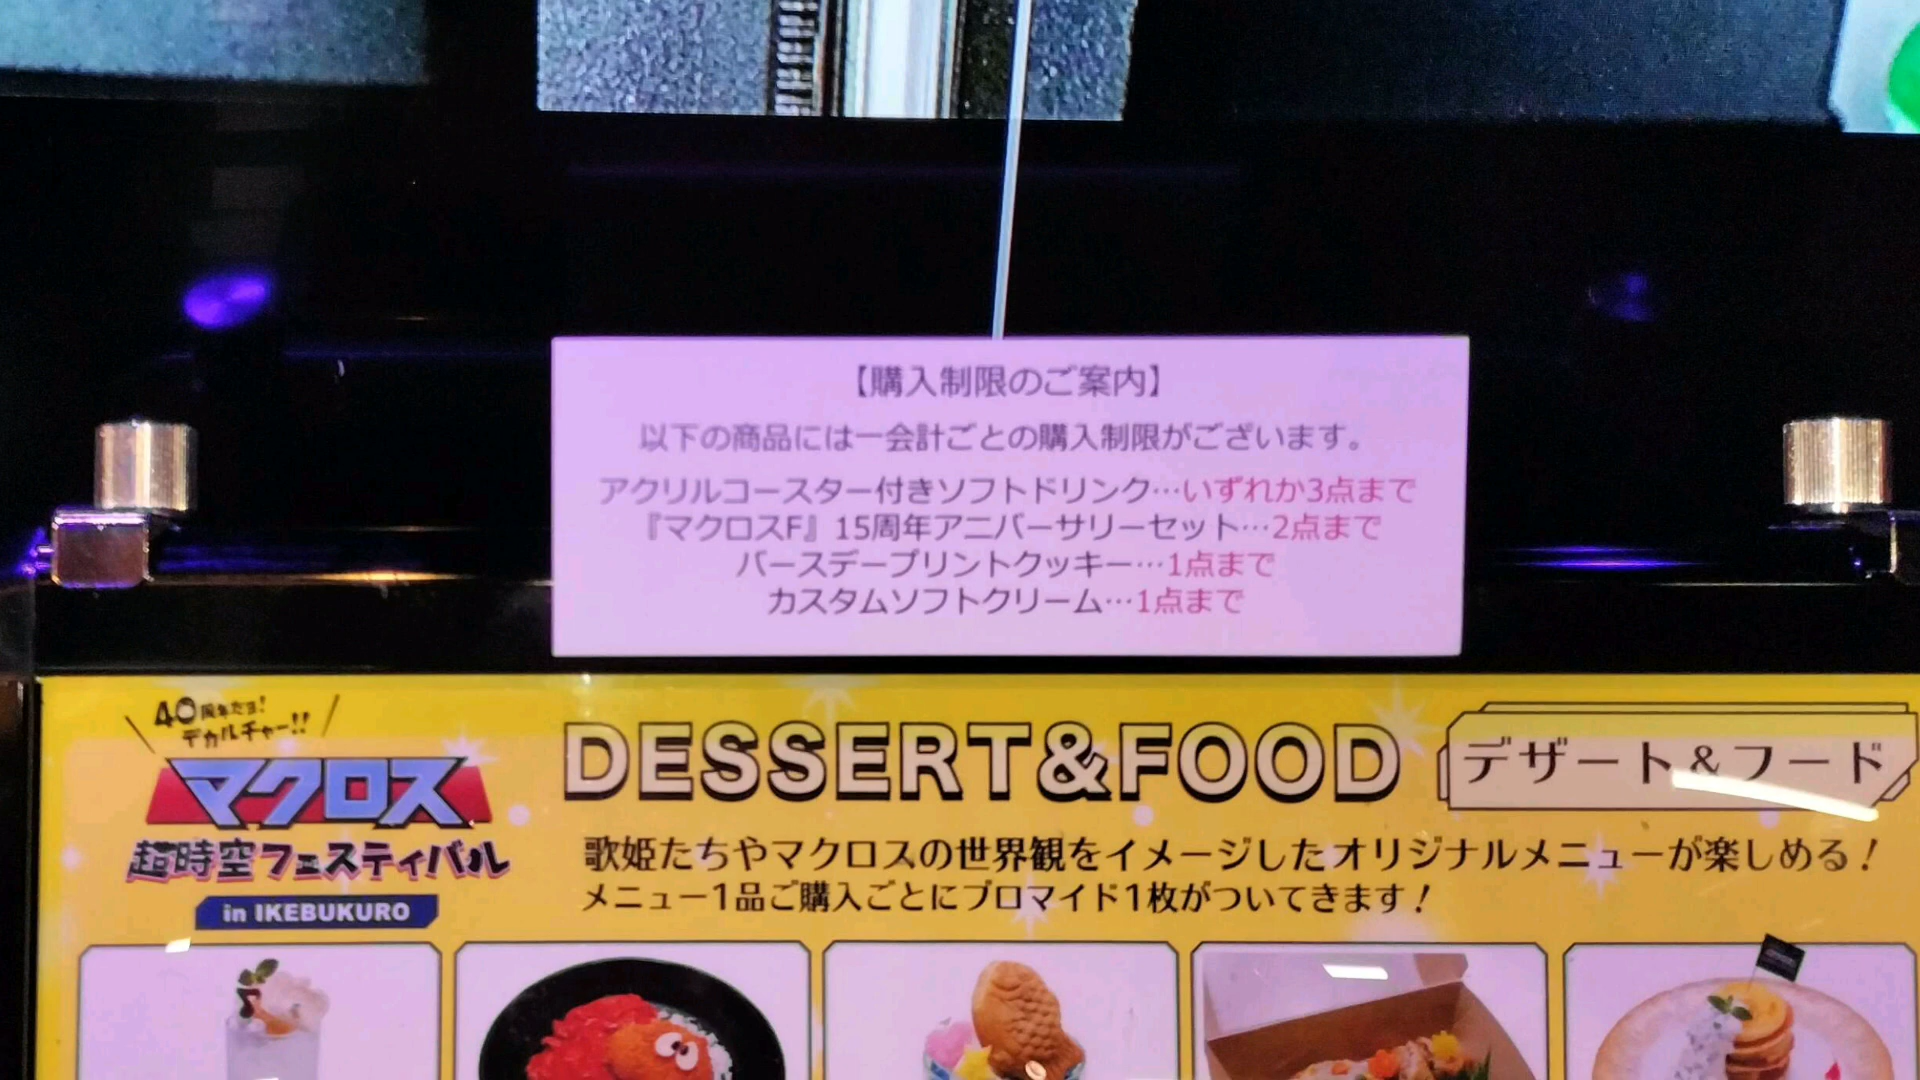 【購入制限のご案内】
以下の商品には一会計ごとの購入制限がございます。
アクリルコースター付きソフトドリンク…いずれか3点まで
『マクロスF』15周年アニバーサリーセット…2点まで
バースデープリントクッキー…1点まで
カスタムソフトクリーム…1点まで
40周年だョ!
デカルチャー!!
マクロス
超時空フェスティバル
in IKEBUKURO
DESSERT&FOOD
デザート&フード
歌姫たちやマクロスの世界観をイメージしたオリジナルメニューが楽しめる!
メニュー1品ご購入ごとにブロマイド1枚がついてきます!